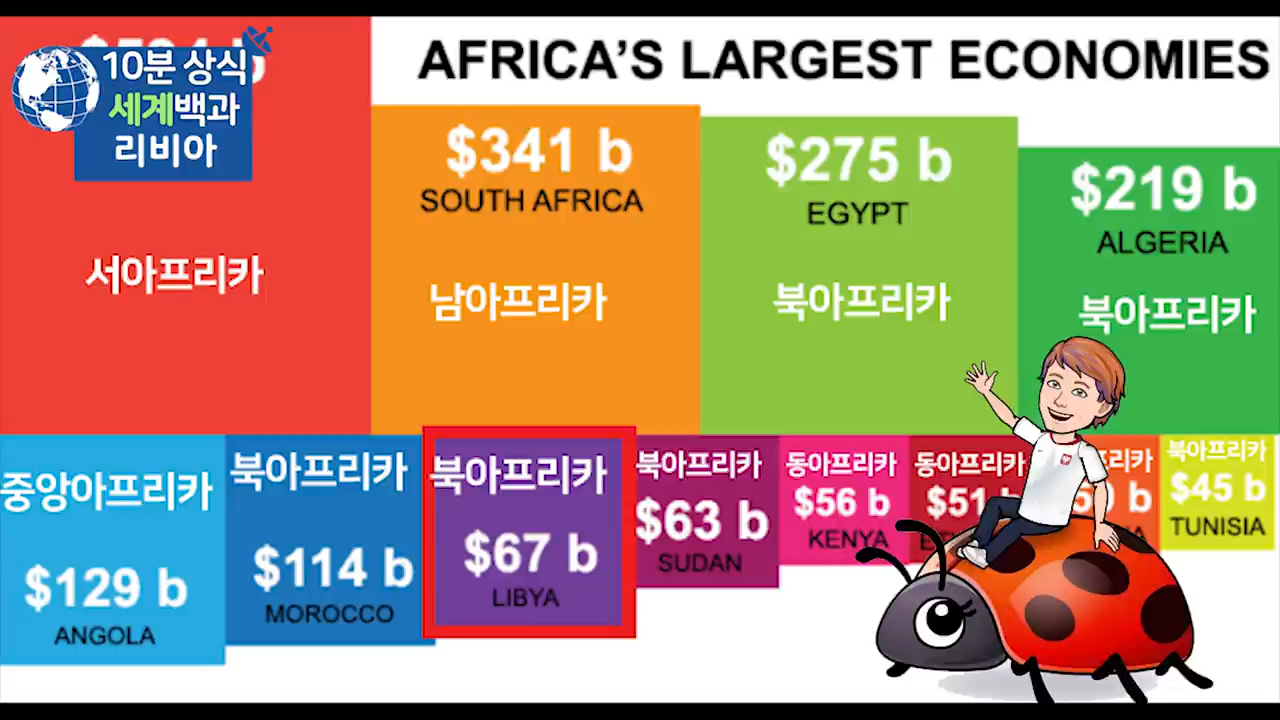 10분 상식
세계백과
리비아
AFRICA'S LARGEST ECONOMIES
서아프리카
$341 b
SOUTH AFRICA
남아프리카
$275 b
EGYPT
북아프리카
$219 b
ALGERIA
북아프리카
중앙아프리카
$129 b
ANGOLA
북아프리카
$114 b
MOROCCO
북아프리카
$67 b
LIBYA
북아프리카
$63 b
SUDAN
동아프리카
$56 b
KENYA
동아프리카
$51
북아프리카
$45 b
TUNISIA